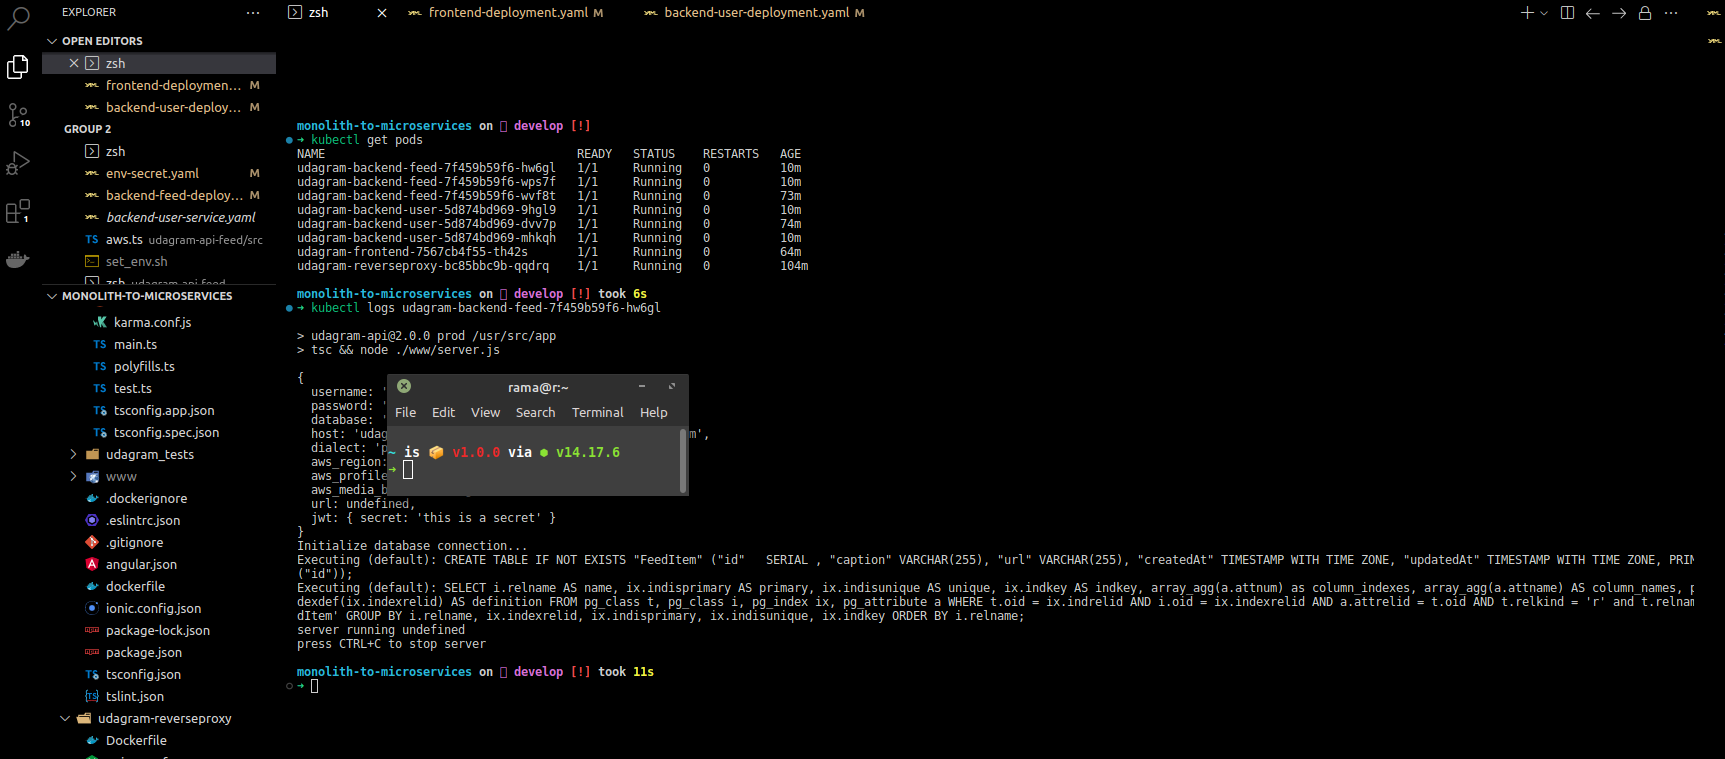 EXPLORER
OPEN EDITORS
zsh
frontend-deploymen... M
backend-user-deploy... M
GROUP 2
zsh
env-secret.yaml M
backend-feed-deploy... M
backend-user-service.yaml
TS aws.ts udagram-api-feed/src
set_env.sh
zsh udagram-api-feed
MONOLITH-TO-MICROSERVICES
karma.conf.js
TS main.ts
TS polyfills.ts
TS test.ts
TS tsconfig.app.json
TS tsconfig.spec.json
udagram_tests
www
.dockerignore
.eslintrc.json
.gitignore
angular.json
dockerfile
ionic.config.json
package-lock.json
package.json
TS tsconfig.json
TS tslint.json
udagram-reverseproxy
Dockerfile
10
1
zsh
frontend-deployment.yaml M
backend-user-deployment.yaml M
monolith-to-microservices on develop [!]
→ kubectl get pods
NAME READY STATUS RESTARTS AGE
udagram-backend-feed-7f459b59f6-hw6gl 1/1 Running 0 10m
udagram-backend-feed-7f459b59f6-wps7f 1/1 Running 0 10m
udagram-backend-feed-7f459b59f6-wvf8t 1/1 Running 0 73m
udagram-backend-user-5d874bd969-9hgl9 1/1 Running 0 10m
udagram-backend-user-5d874bd969-dvv7p 1/1 Running 0 74m
udagram-backend-user-5d874bd969-mhkqh 1/1 Running 0 10m
udagram-frontend-7567cb4f55-th42s 1/1 Running 0 64m
udagram-reverseproxy-bc85bbc9b-qqdrq 1/1 Running 0 104m
monolith-to-microservices on develop [!] took 6s
→ kubectl logs udagram-backend-feed-7f459b59f6-hw6gl
> udagram-api@2.0.0 prod /usr/src/app
> tsc && node ./www/server.js
{
username: '
password: '
database: '
host: 'udag m',
dialect: 'p
aws_region:
aws_profile
aws_media_b
url: undefined,
jwt: { secret: 'this is a secret' }
}
rama@r:~
File Edit View Search Terminal Help
~ is 📦 v1.0.0 via ⬢ v14.17.6
→
Initialize database connection...
Executing (default): CREATE TABLE IF NOT EXISTS "FeedItem" ("id" SERIAL , "caption" VARCHAR(255), "url" VARCHAR(255), "createdAt" TIMESTAMP WITH TIME ZONE, "updatedAt" TIMESTAMP WITH TIME ZONE, PRIM
("id"));
Executing (default): SELECT i.relname AS name, ix.indisprimary AS primary, ix.indisunique AS unique, ix.indkey AS indkey, array_agg(a.attnum) as column_indexes, array_agg(a.attname) AS column_names, p
dexdef(ix.indexrelid) AS definition FROM pg_class t, pg_class i, pg_index ix, pg_attribute a WHERE t.oid = ix.indrelid AND i.oid = ix.indexrelid AND a.attrelid = t.oid AND t.relkind = 'r' and t.relnam
dItem' GROUP BY i.relname, ix.indexrelid, ix.indisprimary, ix.indisunique, ix.indkey ORDER BY i.relname;
server running undefined
press CTRL+C to stop server
monolith-to-microservices on develop [!] took 11s
→